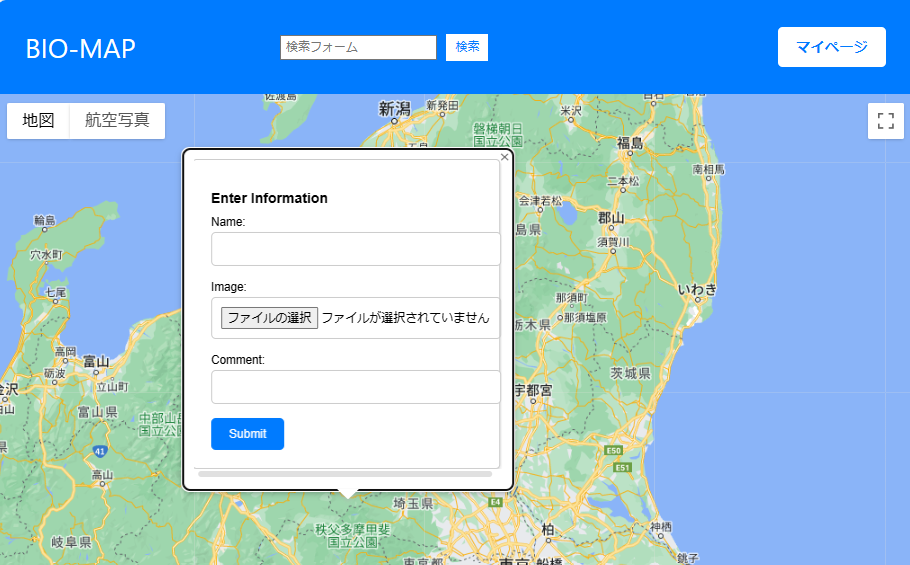 BIO-MAP
検索フォーム
検索
マイページ
地図
航空写真
佐渡島
新潟
新発田
米沢
磐梯朝日
国立公園
福島
南相馬
二本松
会津若松
郡山
島県
須賀川
輪島
穴水町
七尾
いわき
那須町
那須塩原
栃木県
高岡
富山
砺波
立山町
富山県
茨城県
宇都宮
中部山岳
国立公園
41
高山
E50
E51
E4
埼玉県
秩父多摩甲斐
国立公園
柏
神栖
岐阜県
銚子
東京都
東京
船橋
×
Enter Information
Name:
Image:
ファイルの選択
ファイルが選択されていません
Comment:
Submit